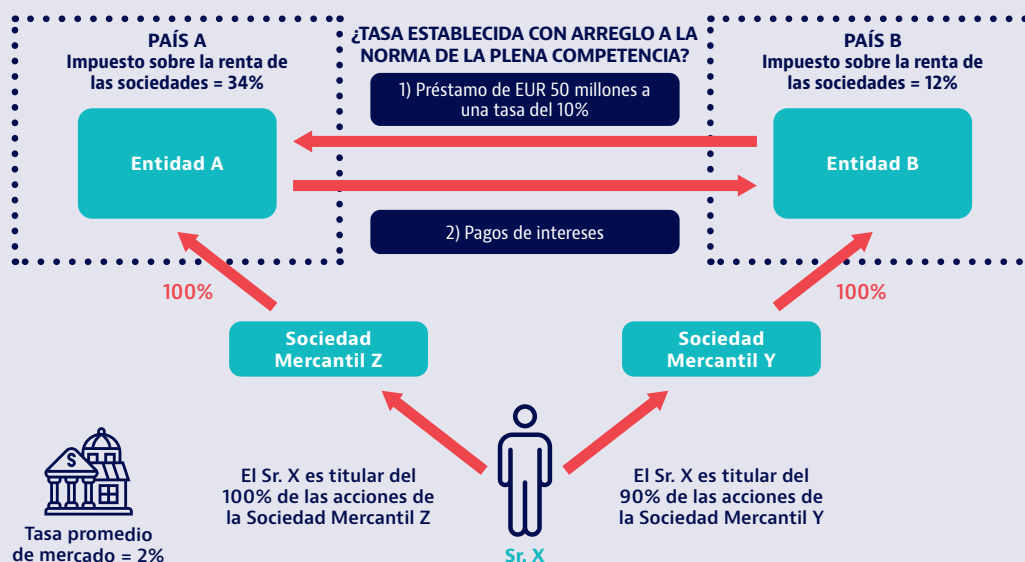 PAÍS A
Impuesto sobre la renta de
las sociedades = 34%
Entidad A
¿TASA ESTABLECIDA CON ARREGLO A LA
NORMA DE LA PLENA COMPETENCIA?
1) Préstamo de EUR 50 millones a
una tasa del 10%
2) Pagos de intereses
PAÍS B
Impuesto sobre la renta de
las sociedades = 12%
Entidad B
100%
100%
Sociedad
Mercantil Z
Sociedad
Mercantil Y
El Sr. X es titular del
100% de las acciones de
la Sociedad Mercantil Z
El Sr. X es titular del
90% de las acciones de
la Sociedad Mercantil Y
S
Tasa promedio
de mercado = 2%
Sr. X